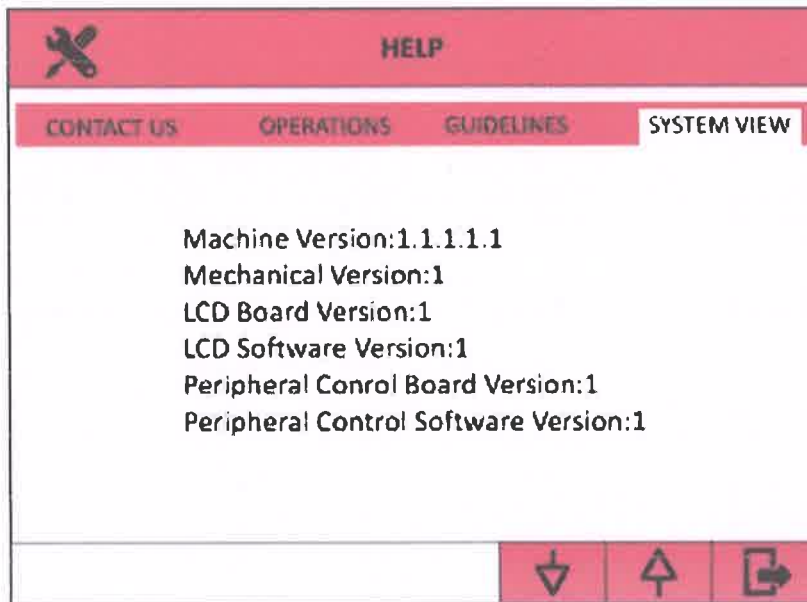 HELP
CONTACT US OPERATIONS GUIDELINES SYSTEM VIEW
Machine Version:1.1.1.1.1
Mechanical Version:1
LCD Board Version:1
LCD Software Version:1
Peripheral Conrol Board Version:1
Peripheral Control Software Version:1